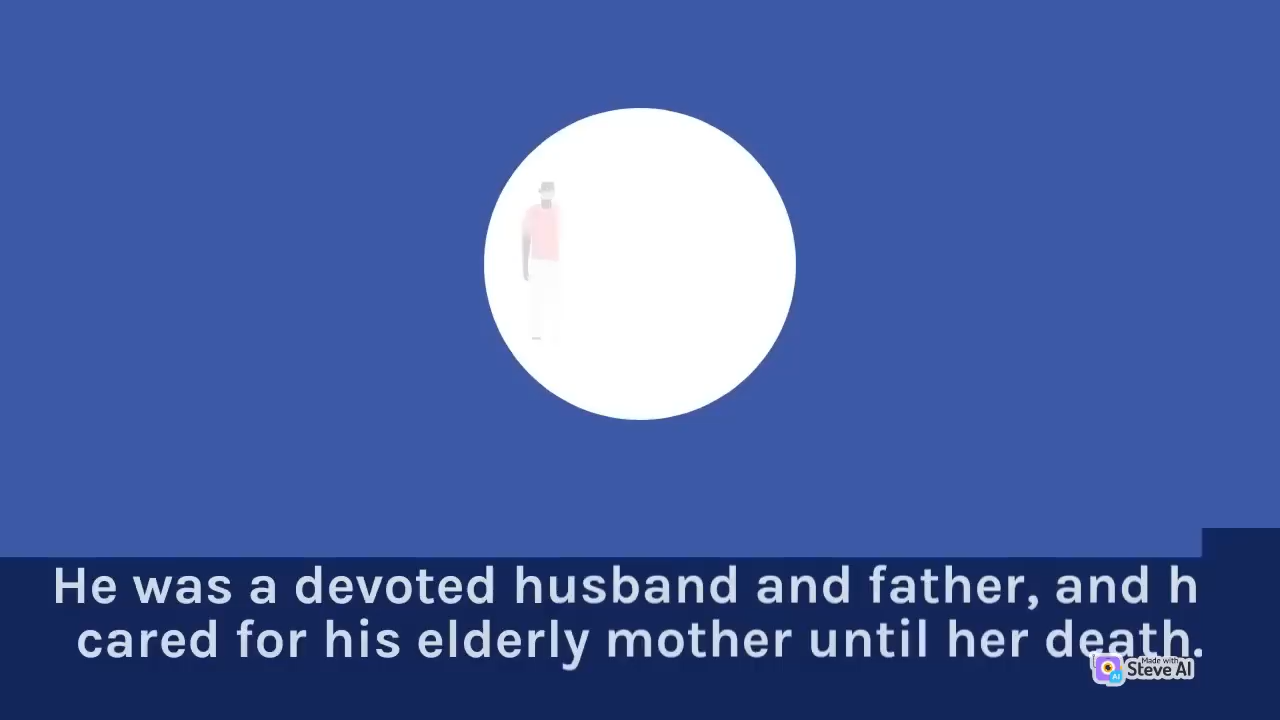 He was a devoted husband and father, and h
cared for his elderly mother until her death.
Made with
Steve AI
AI